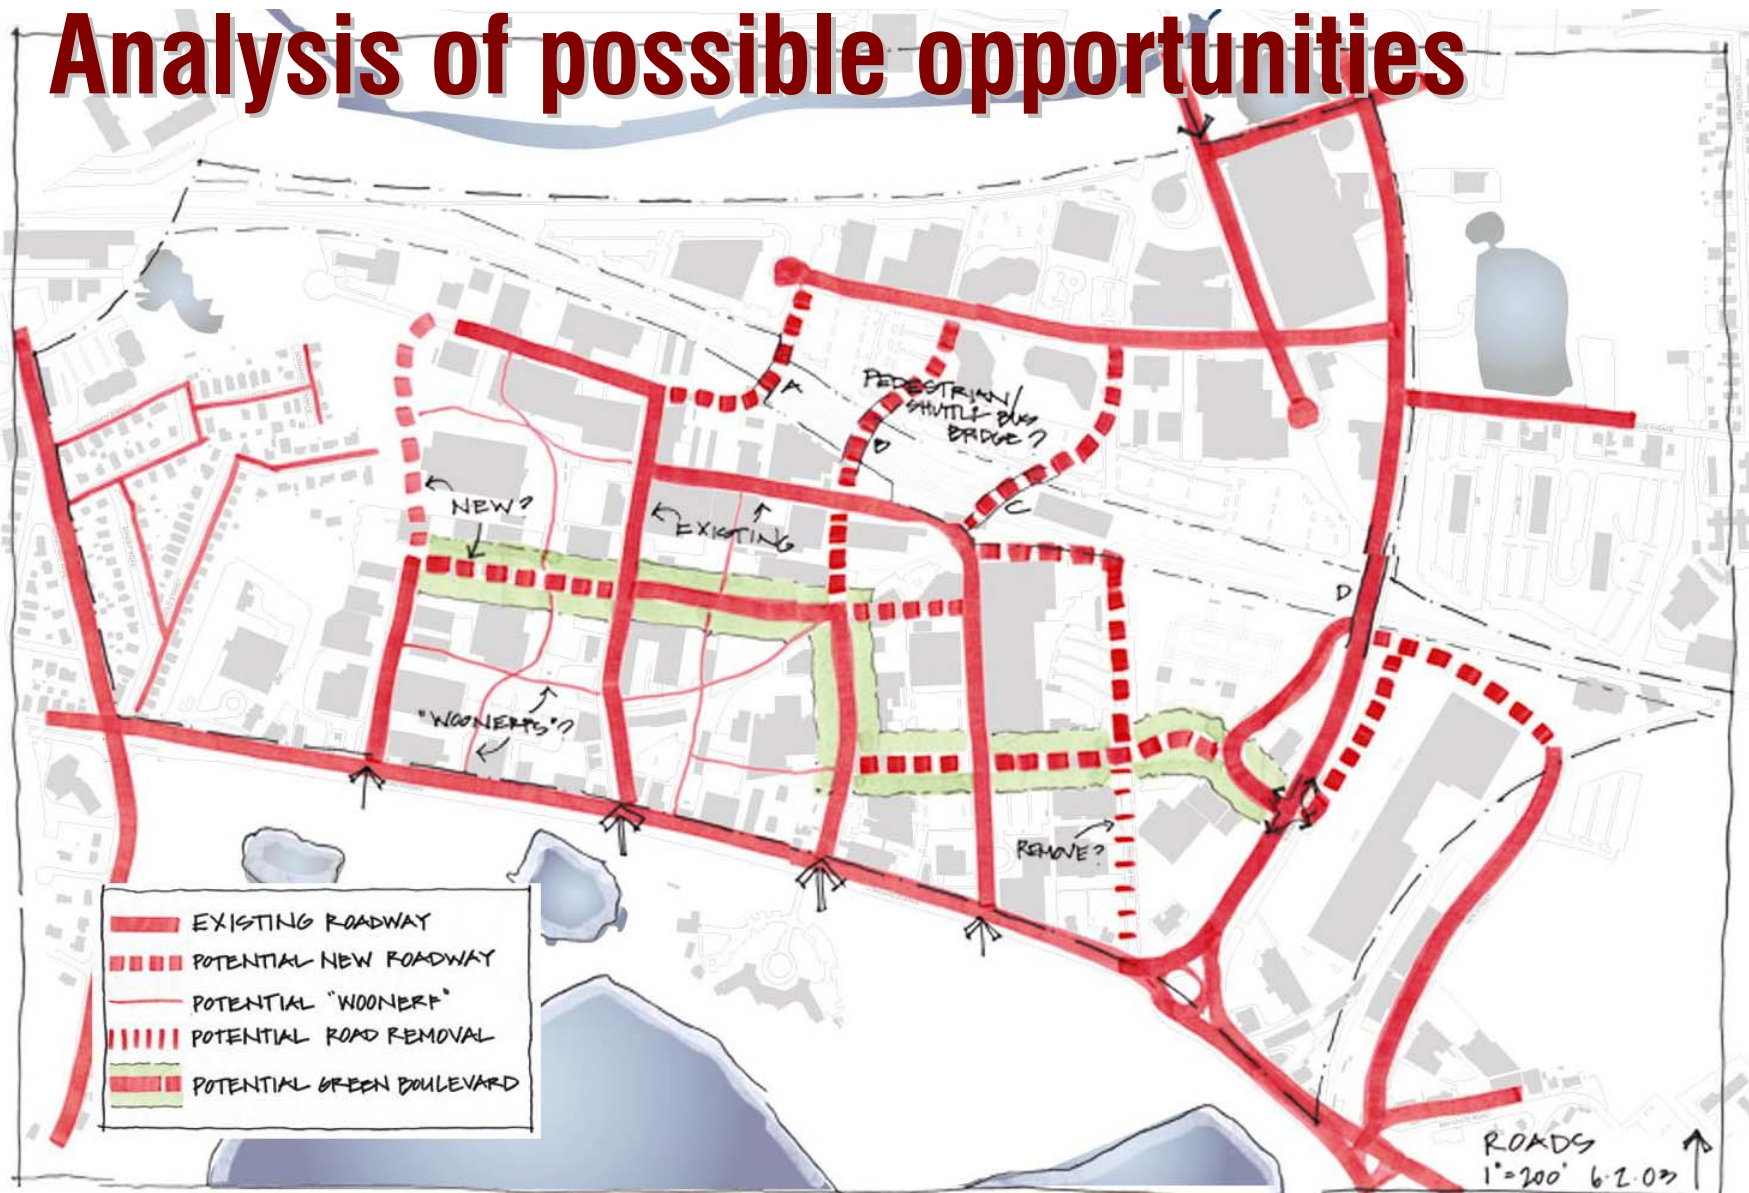 Analysis of possible opportunities
A
PEDESTRIAN/
SHUTTLE BUS
BRIDGE?
B
C
NEW?
EXISTING
D
"WOONERFS"?
REMOVE?
EXISTING ROADWAY
POTENTIAL NEW ROADWAY
POTENTIAL "WOONERF"
POTENTIAL ROAD REMOVAL
POTENTIAL GREEN BOULEVARD
ROADS
1"=200' 6.2.03